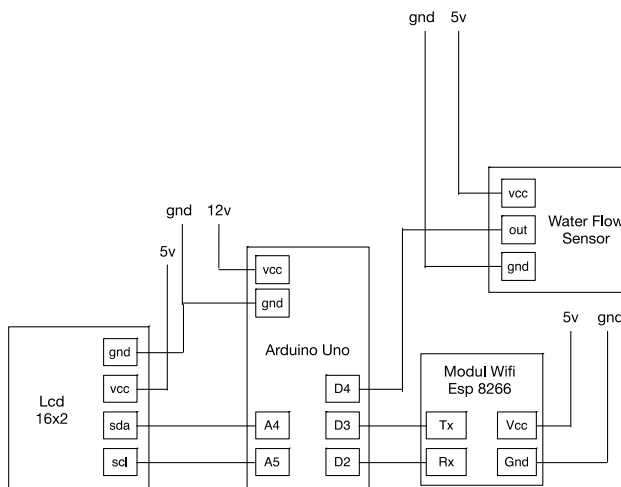 gnd 5v
vcc
out
gnd
Water Flow
Sensor
gnd 12v
5v
vcc
gnd
Arduino Uno
D4
A4
D3
A5
D2
gnd
vcc
sda
scl
Lcd
16x2
5v gnd
Modul Wifi
Esp 8266
Tx
Vcc
Rx
Gnd